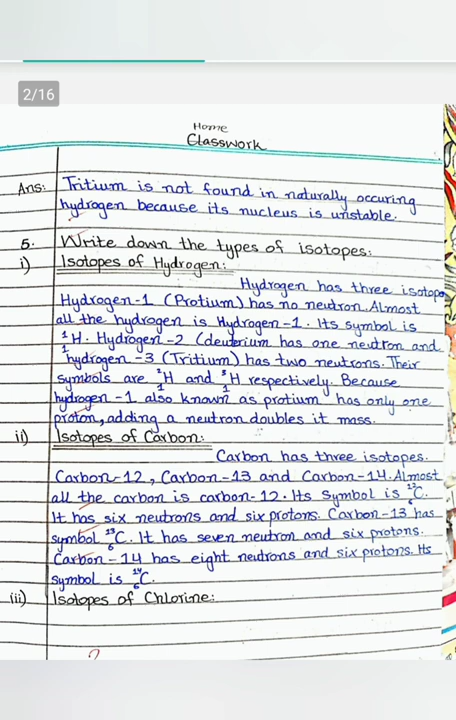 2/16
Home
Classwork
Ans: Tritium is not found in naturally occuring
hydrogen because its nucleus is unstable.
5. Write down the types of isotopes:
i) Isotopes of Hydrogen:
Hydrogen has three isotope
Hydrogen-1 (Protium) has no neutron. Almost
all the hydrogen is Hydrogen-1. Its symbol is
¹₁H. Hydrogen-2 (deuterium has one neutron and
hydrogen-3 (Tritium) has two neutrons. Their
symbols are ²₁H and ³₁H respectively. Because
hydrogen-1 also known as protium has only one
proton, adding a neutron doubles it mass.
ii) Isotopes of Carbon:
Carbon has three isotopes.
Carbon-12, Carbon-13 and Carbon-14. Almost
all the carbon is carbon-12. Its symbol is ¹²₆C.
It has six neutrons and six protons. Carbon-13 has
symbol ¹³₆C. It has seven neutron and six protons.
Carbon-14 has eight neutrons and six protons. Its
symbol is ¹⁴₆C.
iii) Isotopes of Chlorine: